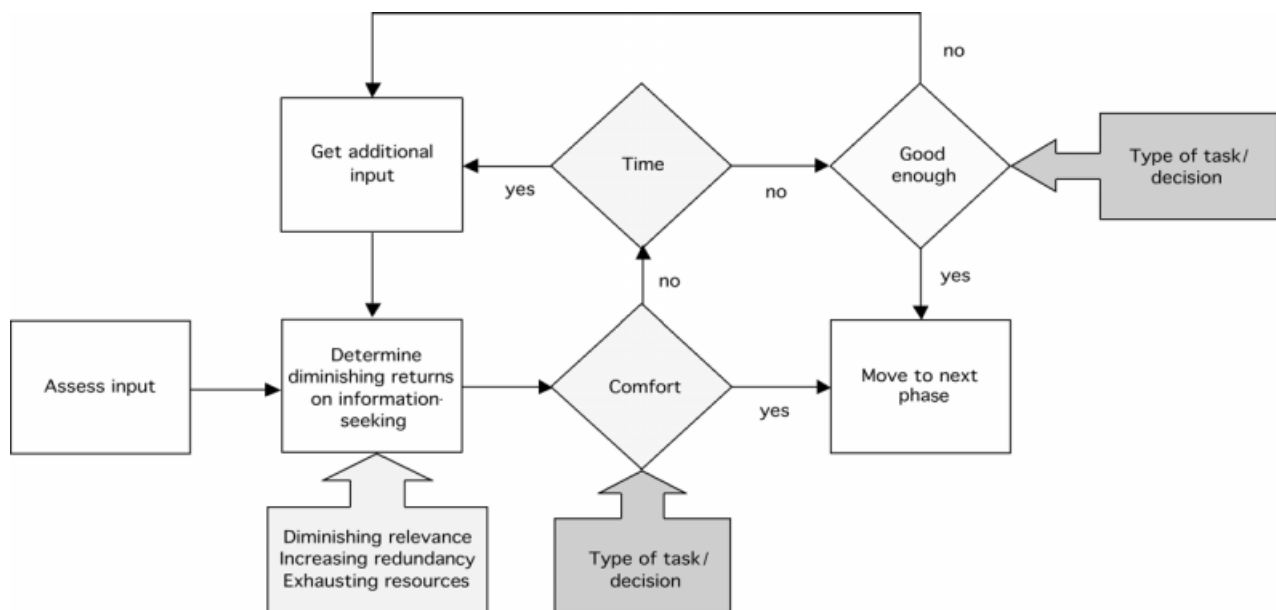 no
Get additional
input
Time
Good
enough
Type of task/
decision
yes
no
no
yes
Assess input
Determine
diminishing returns
on information-
seeking
Comfort
yes
Move to next
phase
Diminishing relevance
Increasing redundancy
Exhausting resources
Type of task/
decision